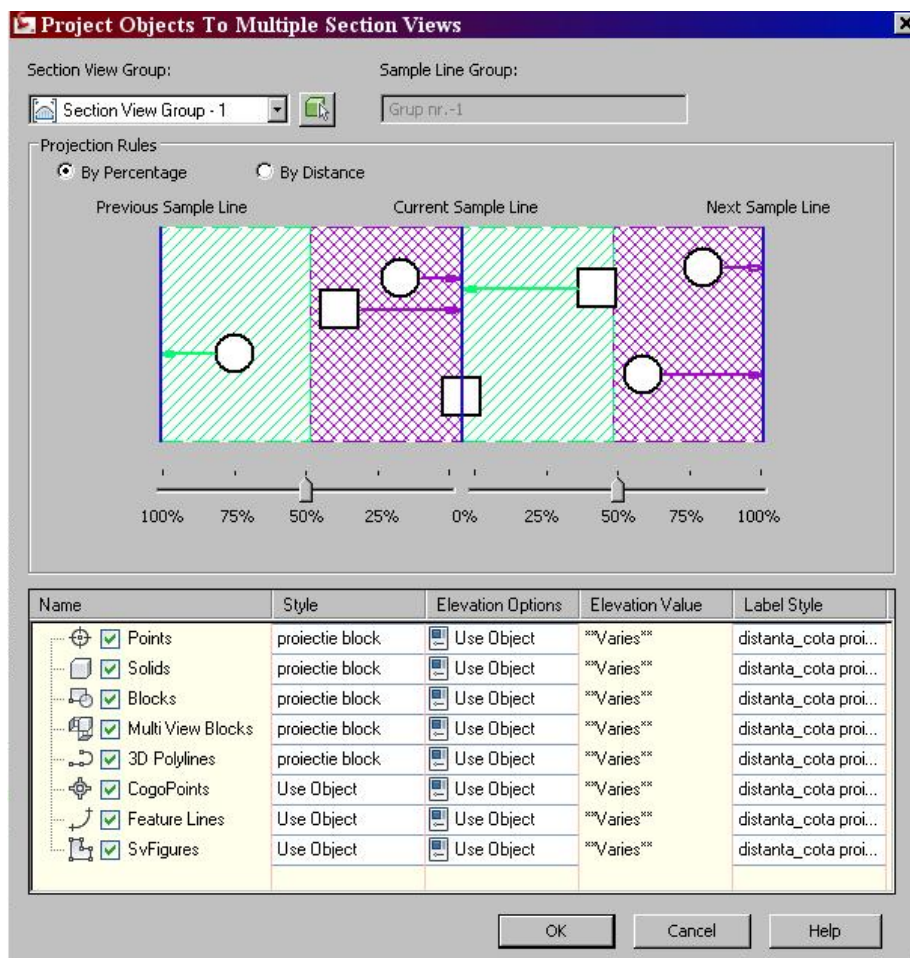 Project Objects To Multiple Section Views
Section View Group:
Sample Line Group:
Section View Group - 1
Grup nr.-1
Projection Rules
By Percentage
By Distance
Previous Sample Line
Current Sample Line
Next Sample Line
100% 75% 50% 25% 0% 25% 50% 75% 100%
Name Style Elevation Options Elevation Value Label Style
Points proiectie block Use Object **Varies** distanta_cota proi...
Solids proiectie block Use Object **Varies** distanta_cota proi...
Blocks proiectie block Use Object **Varies** distanta_cota proi...
Multi View Blocks proiectie block Use Object **Varies** distanta_cota proi...
3D Polylines proiectie block Use Object **Varies** distanta_cota proi...
CogoPoints Use Object Use Object **Varies** distanta_cota proi...
Feature Lines Use Object Use Object **Varies** distanta_cota proi...
SvFigures Use Object Use Object **Varies** distanta_cota proi...
OK Cancel Help